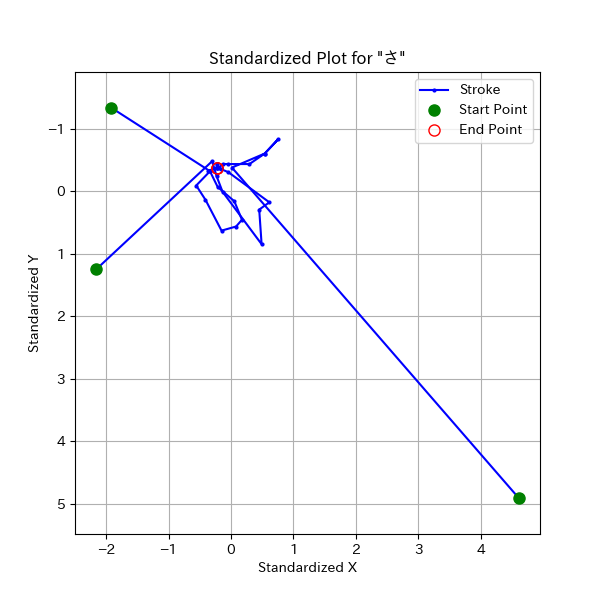 Standardized Plot for "さ"
Stroke
Start Point
End Point
Standardized Y
−1
0
1
2
3
4
5
−2 −1 0 1 2 3 4
Standardized X